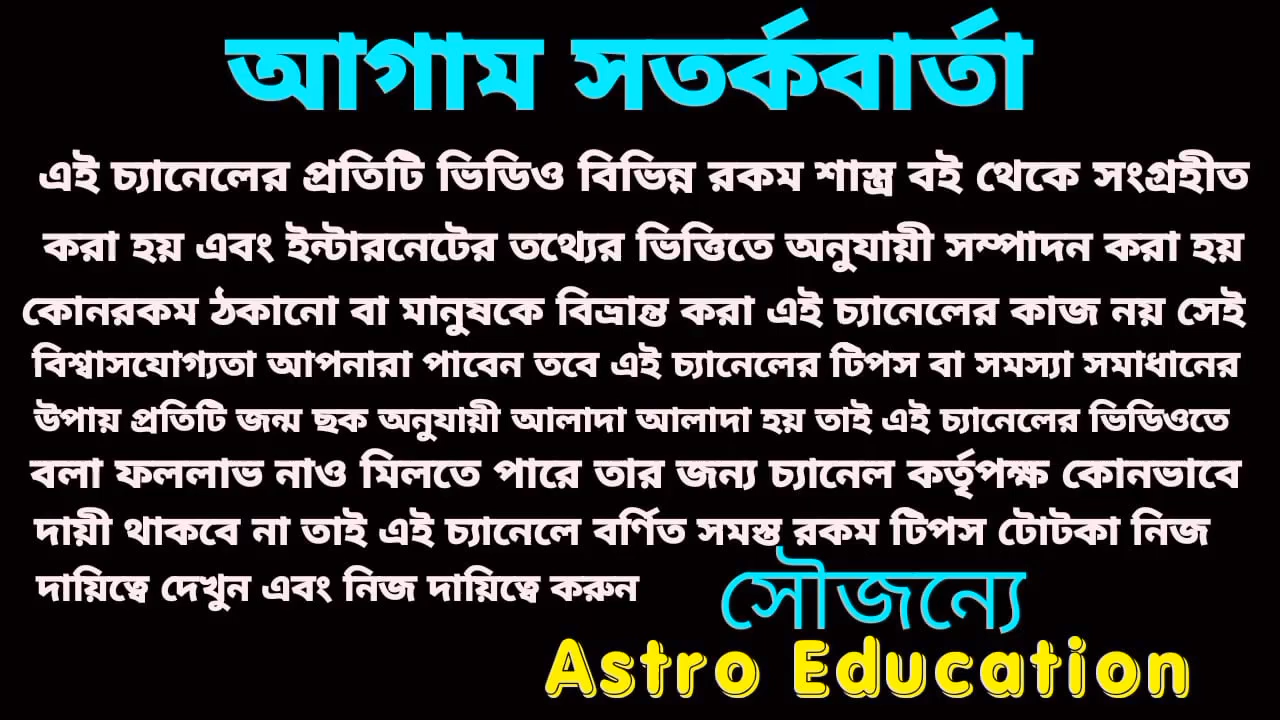 আগাম সতর্কবার্তা
এই চ্যানেলের প্রতিটি ভিডিও বিভিন্ন রকম শাস্ত্র বই থেকে সংগ্রহীত
করা হয় এবং ইন্টারনেটের তথ্যের ভিত্তিতে অনুযায়ী সম্পাদন করা হয়
কোনরকম ঠকানো বা মানুষকে বিভ্রান্ত করা এই চ্যানেলের কাজ নয় সেই
বিশ্বাসযোগ্যতা আপনারা পাবেন তবে এই চ্যানেলের টিপস বা সমস্যা সমাধানের
উপায় প্রতিটি জন্ম ছক অনুযায়ী আলাদা আলাদা হয় তাই এই চ্যানেলের ভিডিওতে
বলা ফললাভ নাও মিলতে পারে তার জন্য চ্যানেল কর্তৃপক্ষ কোনভাবে
দায়ী থাকবে না তাই এই চ্যানেলে বর্ণিত সমস্ত রকম টিপস টোটকা নিজ
দায়িত্বে দেখুন এবং নিজ দায়িত্বে করুন
সৌজন্যে
Astro Education